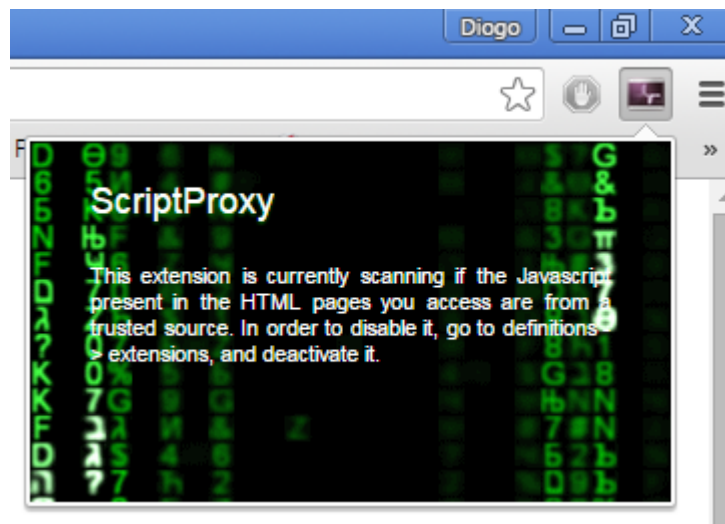 Diogo
ScriptProxy
This extension is currently scanning if the Javascript
present in the HTML pages you access are from a
trusted source. In order to disable it, go to definitions -
> extensions, and deactivate it.